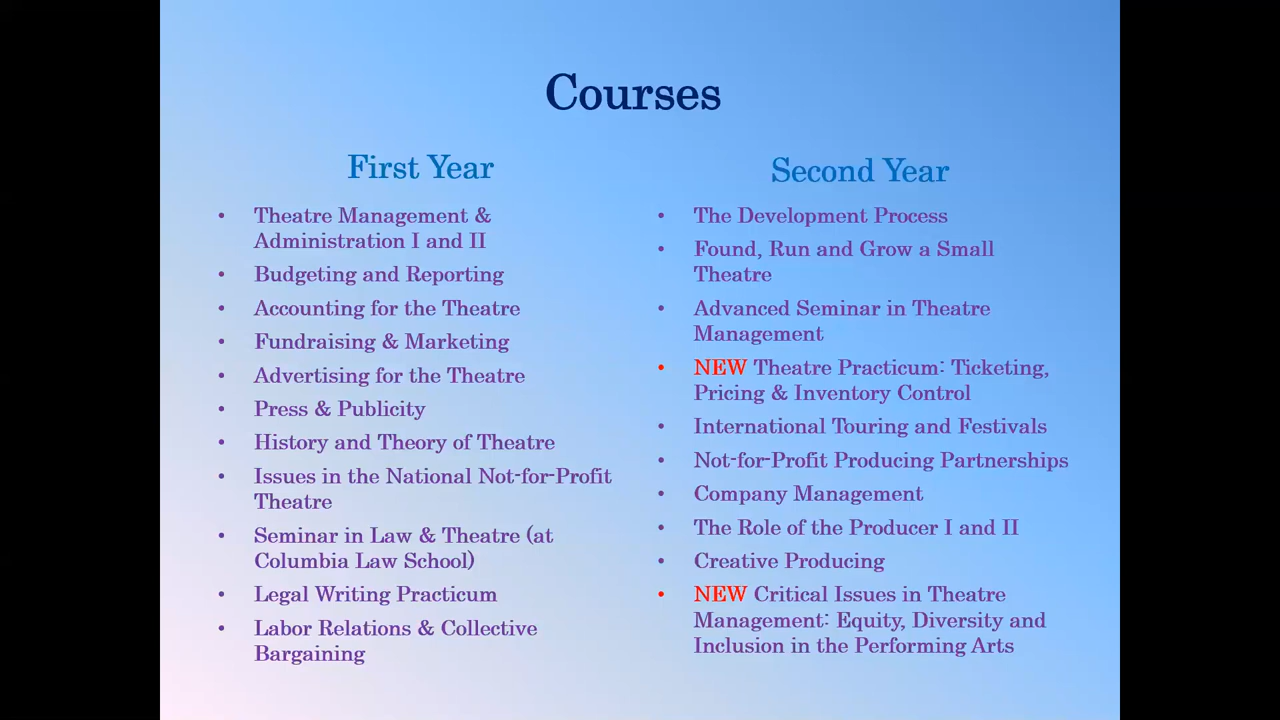 Courses
First Year
• Theatre Management &
Administration I and II
• Budgeting and Reporting
• Accounting for the Theatre
• Fundraising & Marketing
• Advertising for the Theatre
• Press & Publicity
• History and Theory of Theatre
• Issues in the National Not-for-Profit
Theatre
• Seminar in Law & Theatre (at
Columbia Law School)
• Legal Writing Practicum
• Labor Relations & Collective
Bargaining
Second Year
• The Development Process
• Found, Run and Grow a Small
Theatre
• Advanced Seminar in Theatre
Management
• NEW Theatre Practicum: Ticketing,
Pricing & Inventory Control
• International Touring and Festivals
• Not-for-Profit Producing Partnerships
• Company Management
• The Role of the Producer I and II
• Creative Producing
• NEW Critical Issues in Theatre
Management: Equity, Diversity and
Inclusion in the Performing Arts